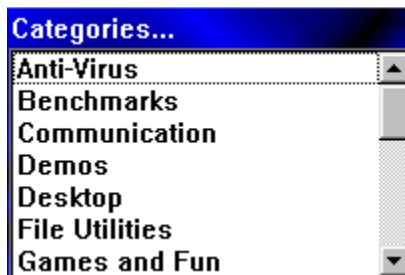 Categories...
Anti-Virus
Benchmarks
Communication
Demos
Desktop
File Utilities
Games and Fun